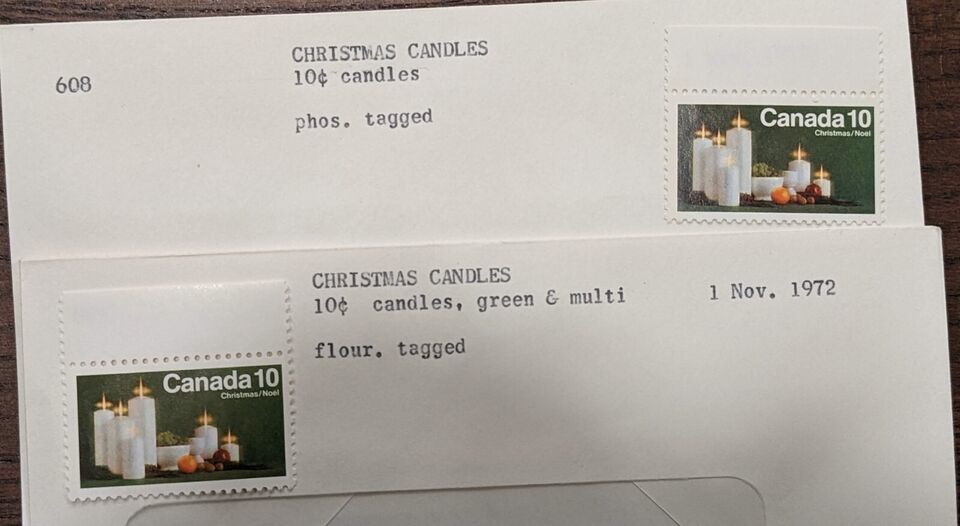 608
CHRISTMAS CANDLES
10¢ candles
phos. tagged
Canada 10
Christmas/Noël
CHRISTMAS CANDLES
10¢ candles, green & multi
1 Nov. 1972
flour. tagged
Canada 10
Christmas/Noël